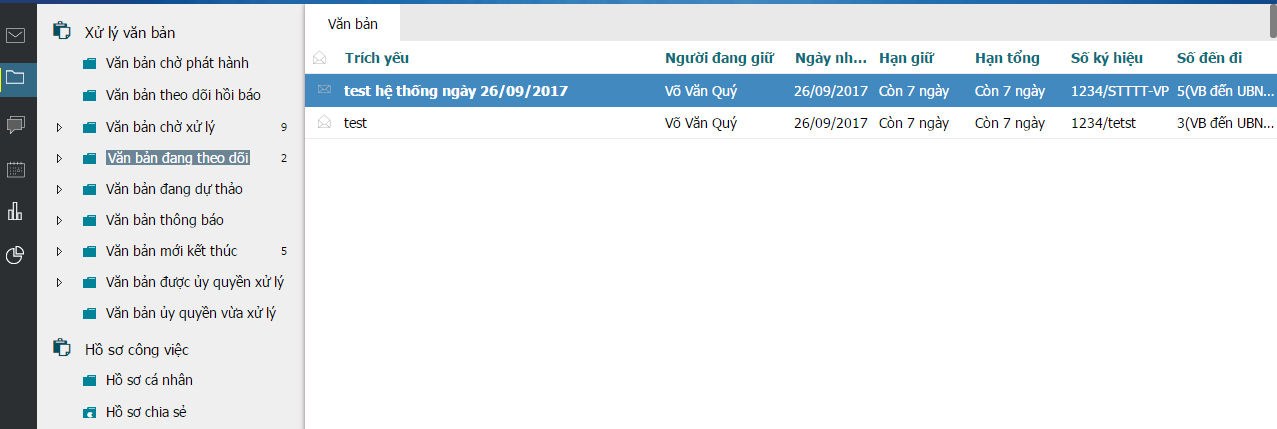 Xử lý văn bản
Văn bản chờ phát hành
Văn bản theo dõi hồi báo
Văn bản chờ xử lý 9
Văn bản đang theo dõi 2
Văn bản đang dự thảo
Văn bản thông báo
Văn bản mới kết thúc 5
Văn bản được ủy quyền xử lý
Văn bản ủy quyền vừa xử lý
Hồ sơ công việc
Hồ sơ cá nhân
Hồ sơ chia sẻ
Văn bản
Trích yếu Người đang giữ Ngày nh... Hạn giữ Hạn tổng Số ký hiệu Số đến đi
test hệ thống ngày 26/09/2017 Võ Văn Quý 26/09/2017 Còn 7 ngày Còn 7 ngày 1234/STTTT-VP 5(VB đến UBN...
test Võ Văn Quý 26/09/2017 Còn 7 ngày Còn 7 ngày 1234/tetst 3(VB đến UBN...